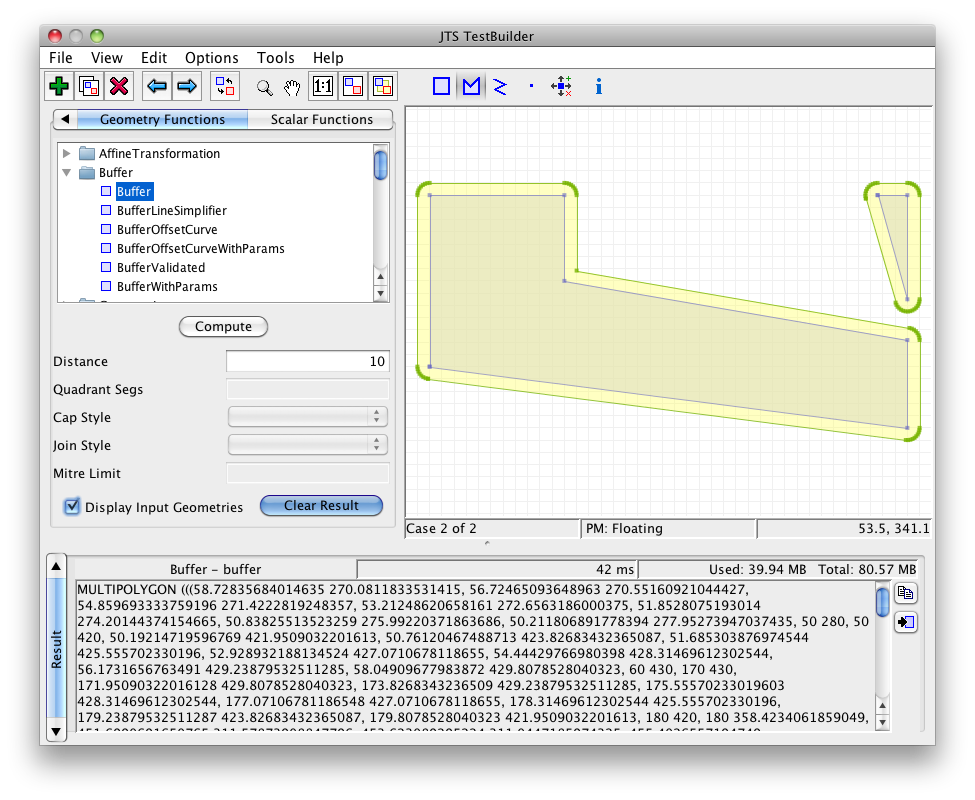 JTS TestBuilder
File View Edit Options Tools Help
1:1
Geometry Functions Scalar Functions
AffineTransformation
Buffer
Buffer
BufferLineSimplifier
BufferOffsetCurve
BufferOffsetCurveWithParams
BufferValidated
BufferWithParams
Compute
Distance 10
Quadrant Segs
Cap Style
Join Style
Mitre Limit
Display Input Geometries Clear Result
Case 2 of 2 PM: Floating 53.5, 341.1
Buffer - buffer 42 ms Used: 39.94 MB Total: 80.57 MB
Result
MULTIPOLYGON (((58.72835684014635 270.0811833531415, 56.72465093648963 270.55160921044427,
54.859693333759196 271.4222819248357, 53.21248620658161 272.6563186000375, 51.8528075193014
274.20144374154665, 50.83825513523259 275.99220371863686, 50.211806891778394 277.95273947037435, 50 280, 50
420, 50.19214719596769 421.9509032201613, 50.76120467488713 423.82683432365087, 51.685303876974544
425.555702330196, 52.928932188134524 427.0710678118655, 54.44429766980398 428.31469612302544,
56.1731656763491 429.23879532511285, 58.04909677983872 429.8078528040323, 60 430, 170 430,
171.95090322016128 429.8078528040323, 173.8268343236509 429.23879532511285, 175.55570233019603
428.31469612302544, 177.07106781186548 427.0710678118655, 178.31469612302544 425.555702330196,
179.23879532511287 423.82683432365087, 179.8078528040323 421.9509032201613, 180 420, 180 358.4234061859049,